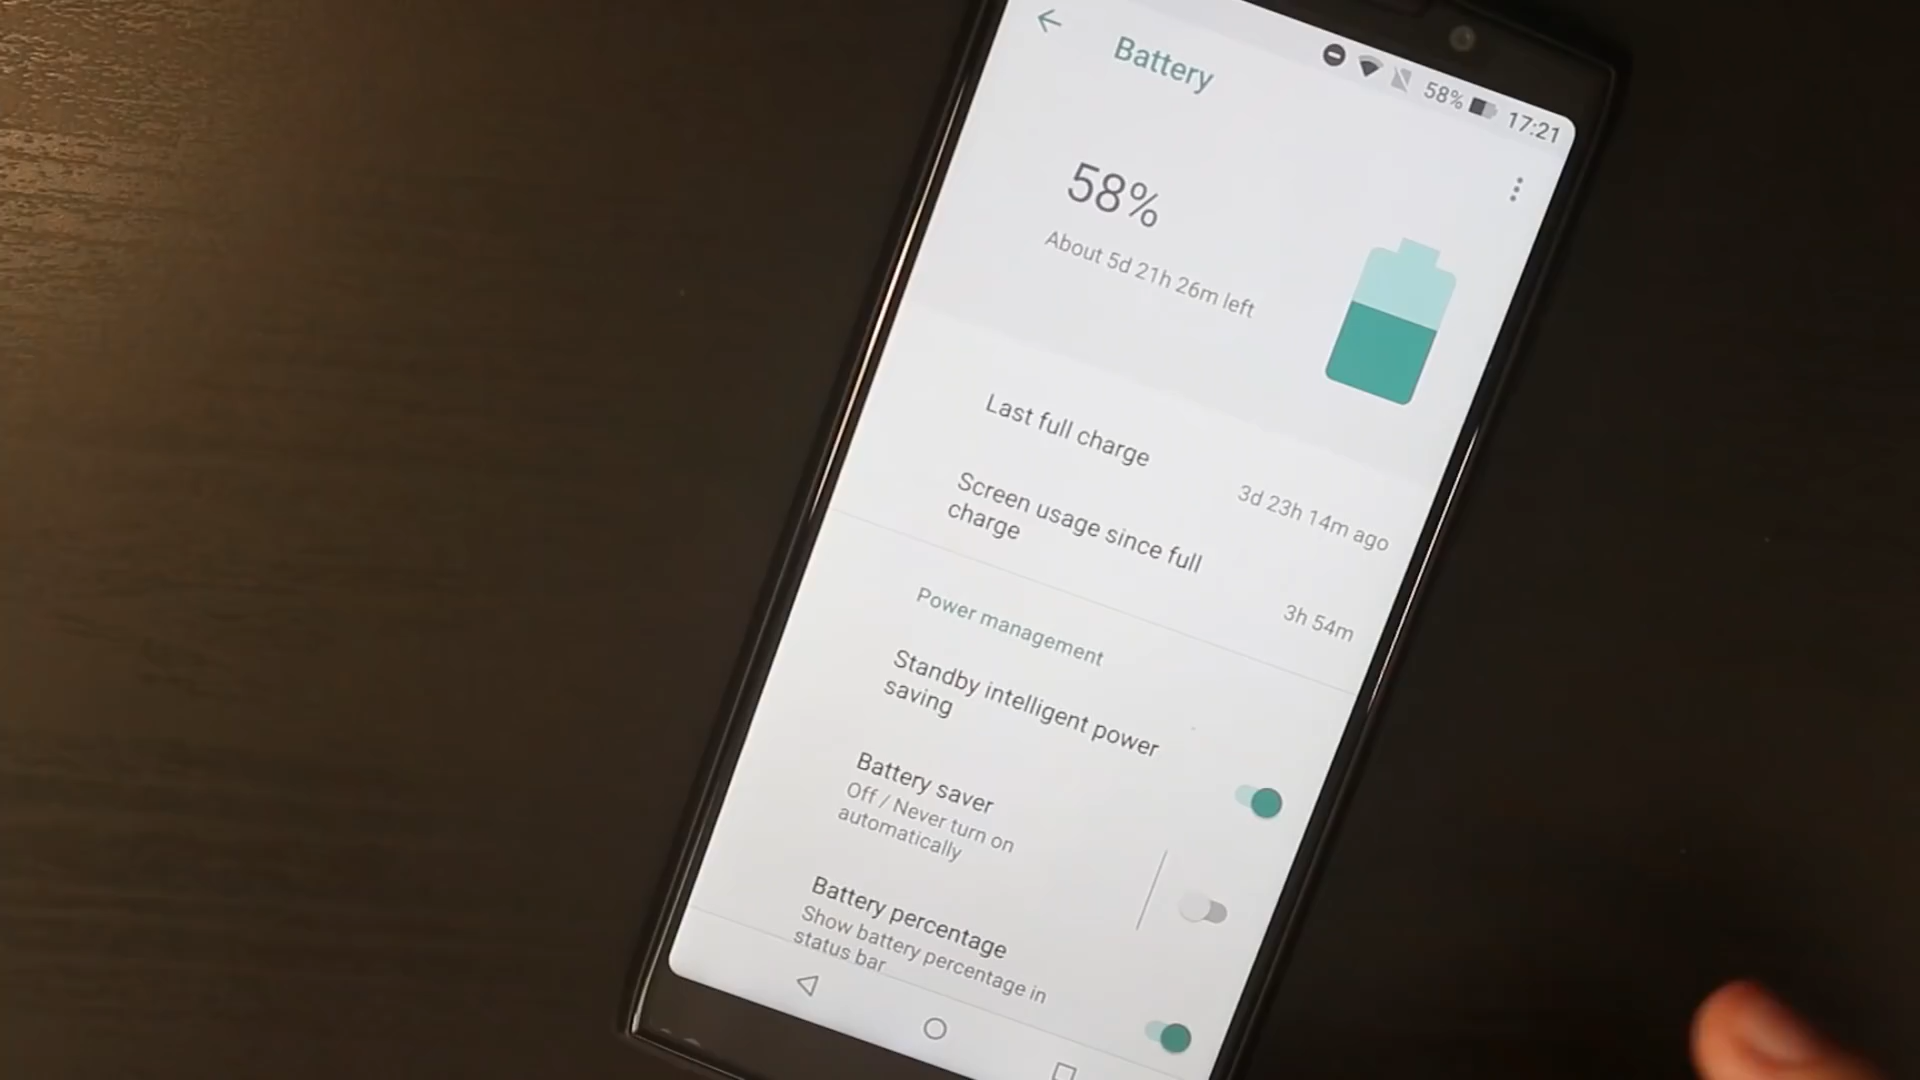 58% 17:21
Battery
58%
About 5d 21h 26m left
Last full charge
3d 23h 14m ago
Screen usage since full
charge
3h 54m
Power management
Standby intelligent power
saving
Battery saver
Off / Never turn on
automatically
Battery percentage
Show battery percentage in
status bar